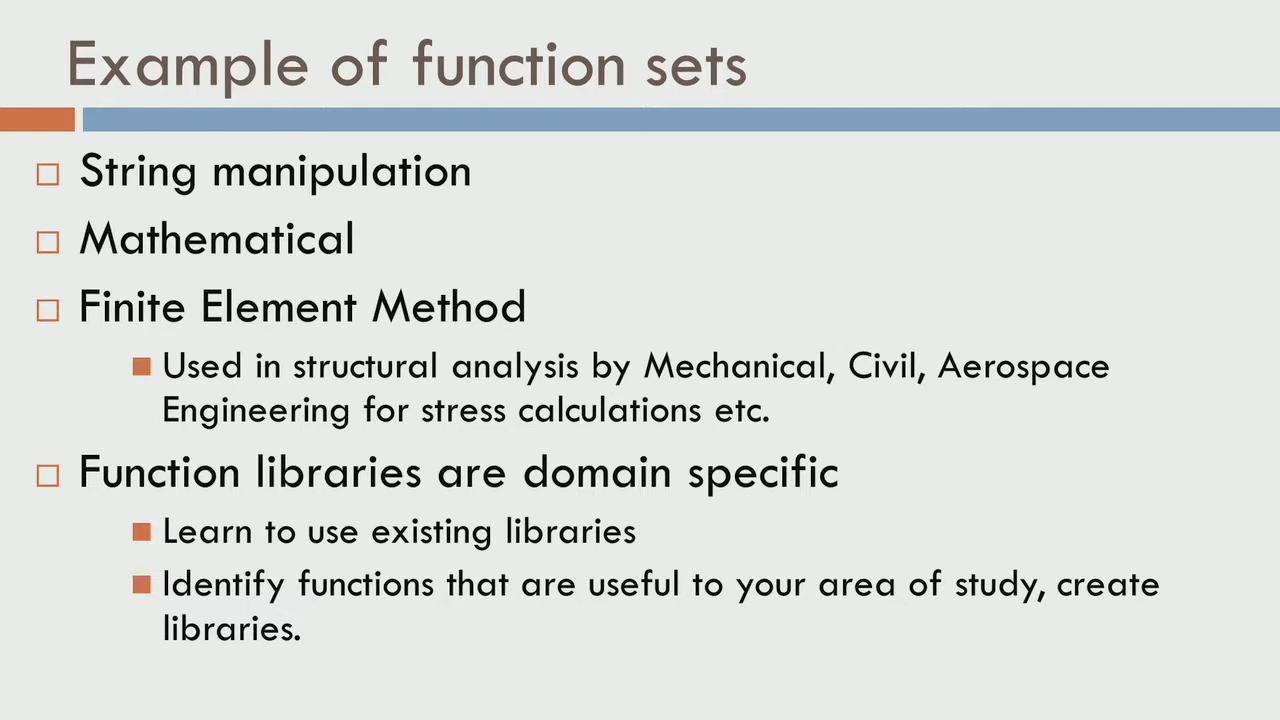 Example of function sets
String manipulation
Mathematical
Finite Element Method
Used in structural analysis by Mechanical, Civil, Aerospace
Engineering for stress calculations etc.
Function libraries are domain specific
Learn to use existing libraries
Identify functions that are useful to your area of study, create
libraries.